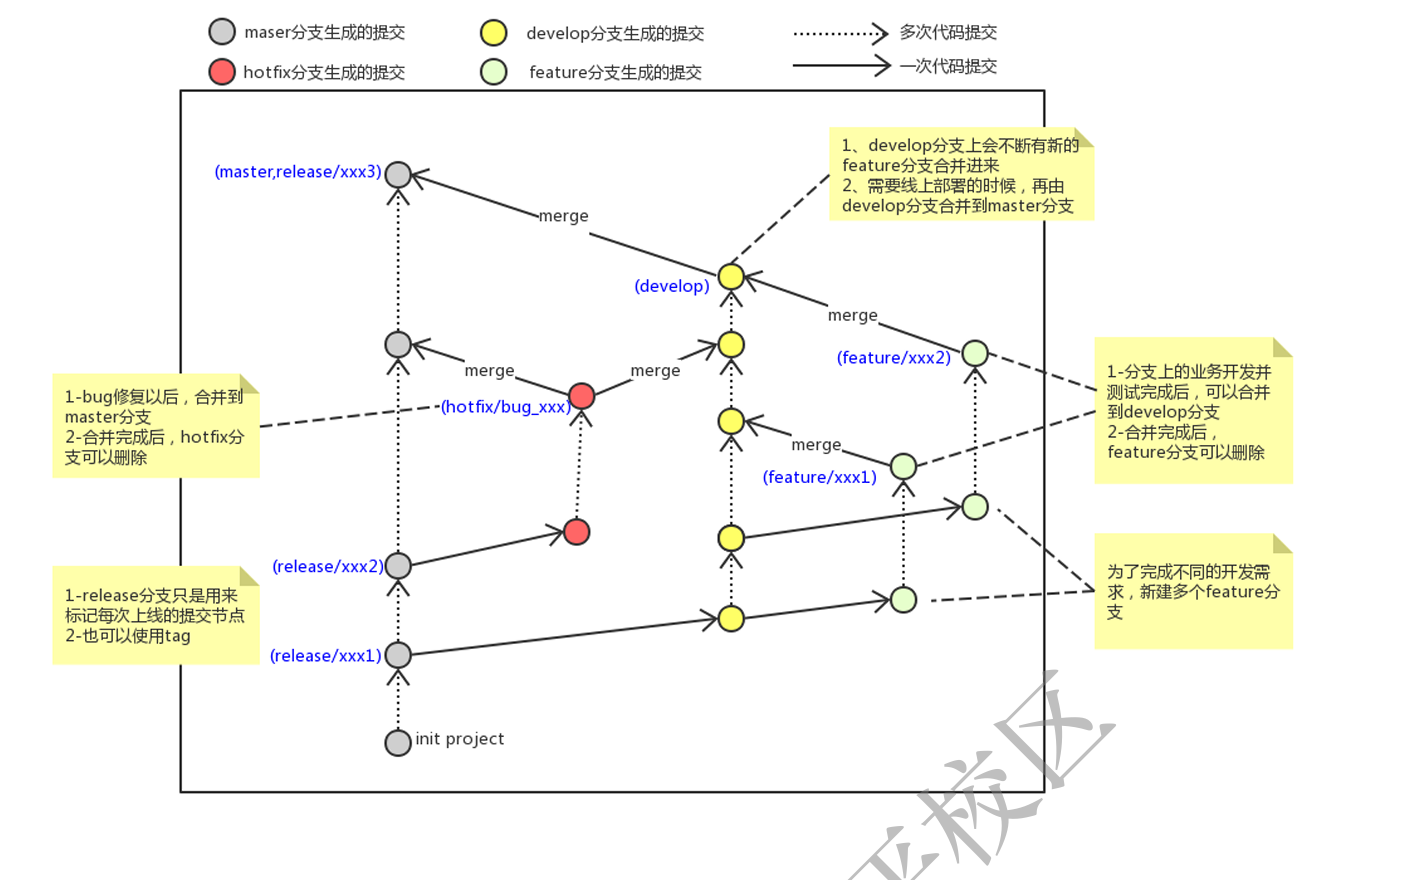 maser分支生成的提交
develop分支生成的提交
多次代码提交
hotfix分支生成的提交
feature分支生成的提交
一次代码提交
1、develop分支上会不断有新的
feature分支合并进来
2、需要线上部署的时候，再由
develop分支合并到master分支
(master,release/xxx3)
merge
(develop)
merge
(feature/xxx2)
merge
merge
1-分支上的业务开发并
测试完成后，可以合并
到develop分支
2-合并完成后，
feature分支可以删除
1-bug修复以后，合并到
master分支
2-合并完成后，hotfix分
支可以删除
(hotfix/bug_xxx)
merge
(feature/xxx1)
(release/xxx2)
1-release分支只是用来
标记每次上线的提交节点
2-也可以使用tag
为了完成不同的开发需
求，新建多个feature分
支
(release/xxx1)
init project
平校区